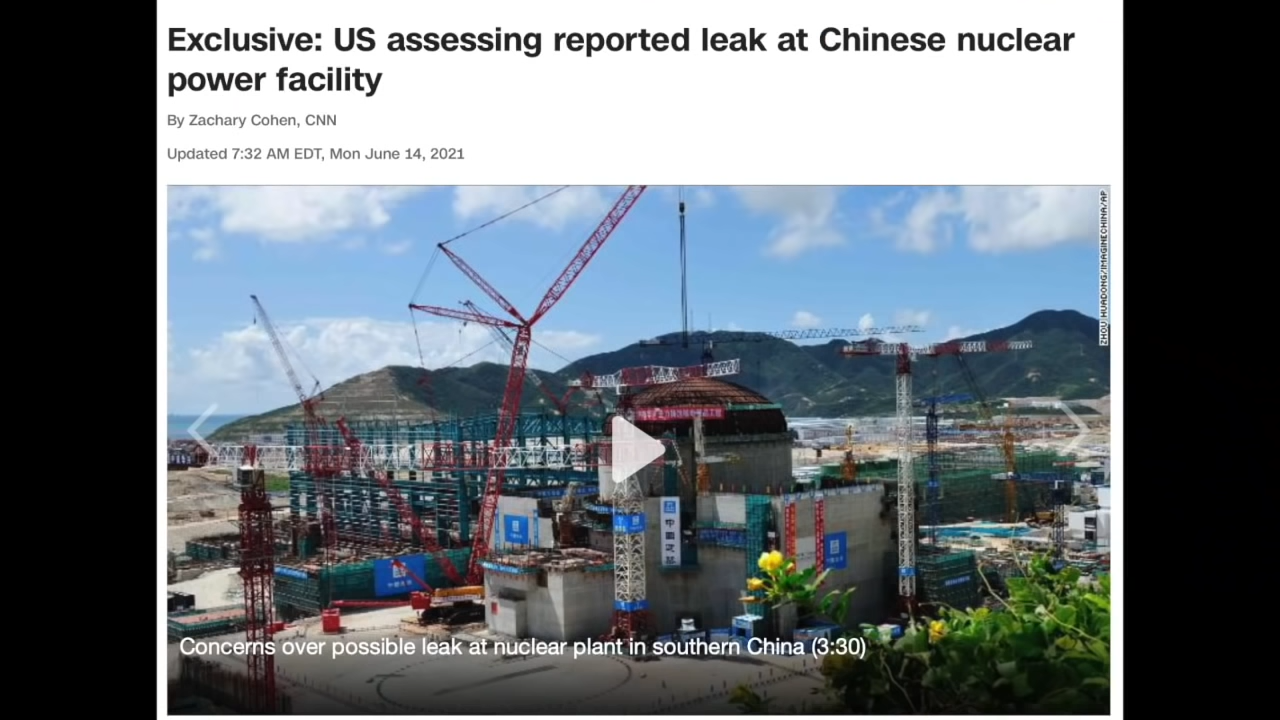 Exclusive: US assessing reported leak at Chinese nuclear
power facility
By Zachary Cohen, CNN
Updated 7:32 AM EDT, Mon June 14, 2021
ZHOU HUADONG/IMAGINECHINA/AP
Concerns over possible leak at nuclear plant in southern China (3:30)